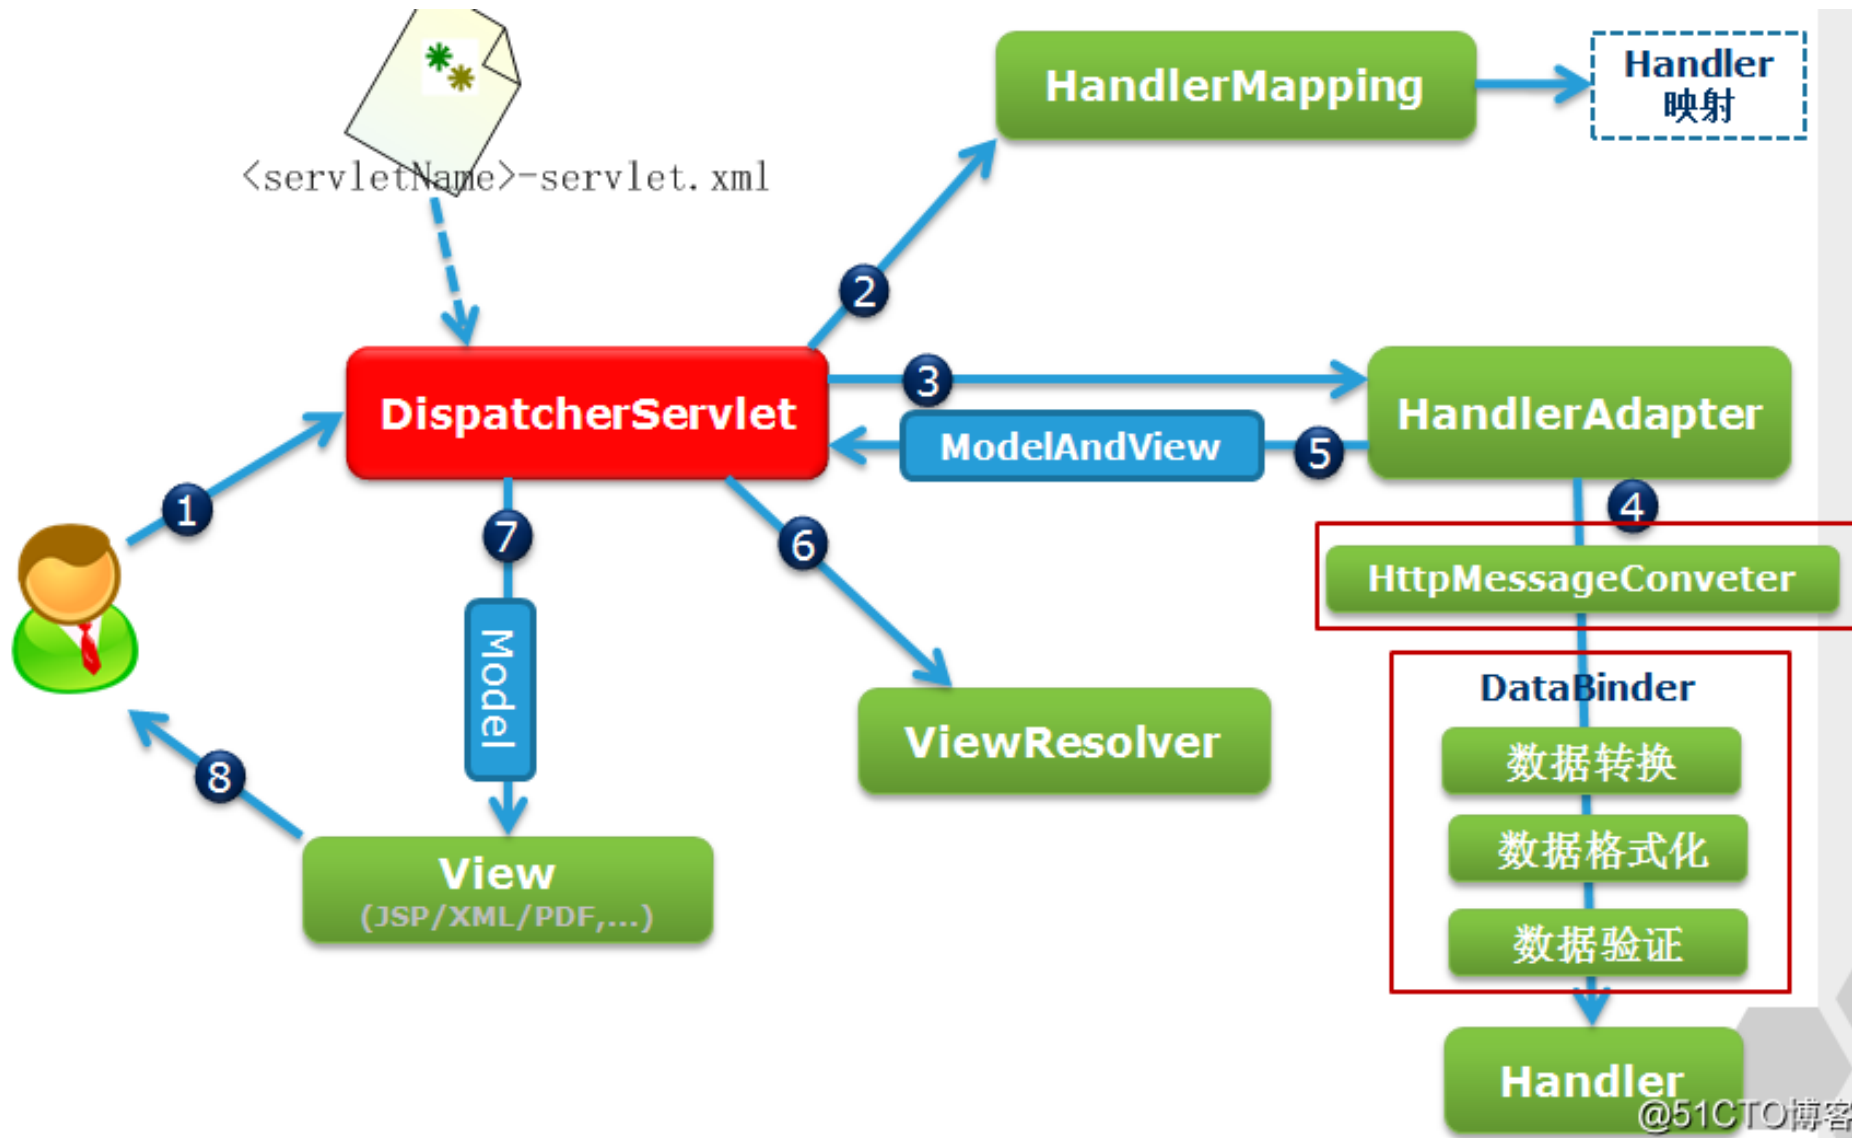 <servletName>-servlet.xml
HandlerMapping
Handler
映射
2
DispatcherServlet
3
HandlerAdapter
ModelAndView
5
1
4
7
6
HttpMessageConveter
Model
DataBinder
ViewResolver
数据转换
8
View
(JSP/XML/PDF,...)
数据格式化
数据验证
Handler
@51CTO博客